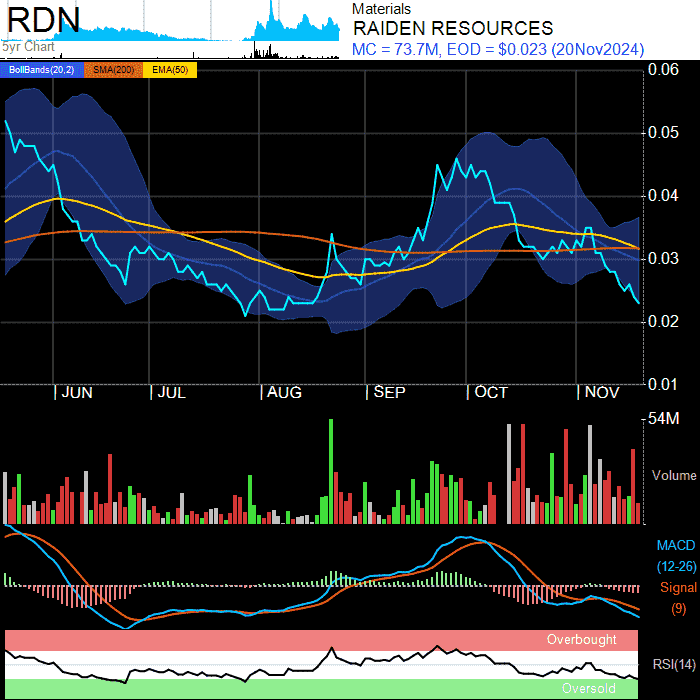 RDN
5yr Chart
Materials
RAIDEN RESOURCES
MC = 73.7M, EOD = $0.023 (20Nov2024)
BollBands(20,2) SMA(200) EMA(50)
0.06
0.05
0.04
0.03
0.02
0.01
JUN JUL AUG SEP OCT NOV
54M
Volume
MACD
(12-26)
Signal
(9)
Overbought
RSI(14)
Oversold